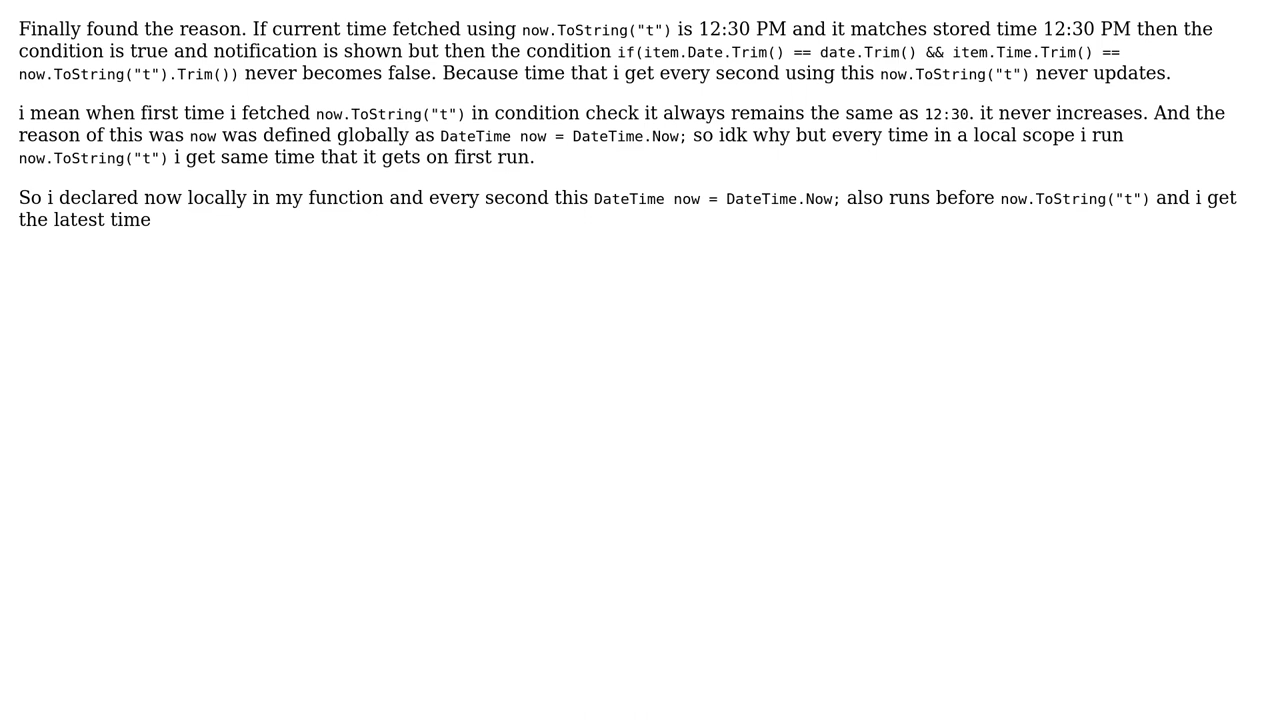 Finally found the reason. If current time fetched using now.ToString("t") is 12:30 PM and it matches stored time 12:30 PM then the
condition is true and notification is shown but then the condition if(item.Date.Trim() == date.Trim() && item.Time.Trim() ==
now.ToString("t").Trim()) never becomes false. Because time that i get every second using this now.ToString("t") never updates.
i mean when first time i fetched now.ToString("t") in condition check it always remains the same as 12:30. it never increases. And the
reason of this was now was defined globally as DateTime now = DateTime.Now; so idk why but every time in a local scope i run
now.ToString("t") i get same time that it gets on first run.
So i declared now locally in my function and every second this DateTime now = DateTime.Now; also runs before now.ToString("t") and i get
the latest time